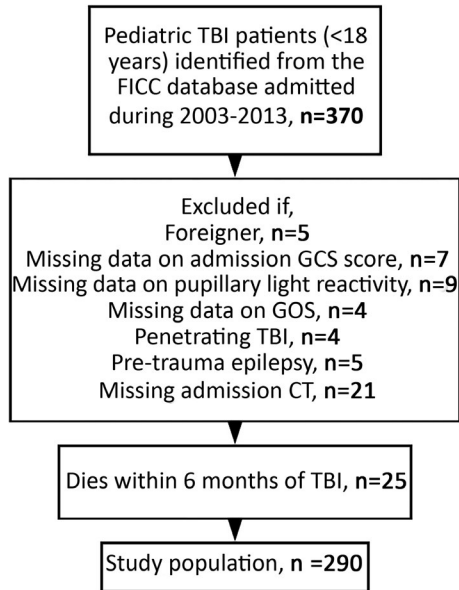 Pediatric TBI patients (<18
years) identified from the
FICC database admitted
during 2003-2013, n=370
Excluded if,
Foreigner, n=5
Missing data on admission GCS score, n=7
Missing data on pupillary light reactivity, n=9
Missing data on GOS, n=4
Penetrating TBI, n=4
Pre-trauma epilepsy, n=5
Missing admission CT, n=21
Dies within 6 months of TBI, n=25
Study population, n =290